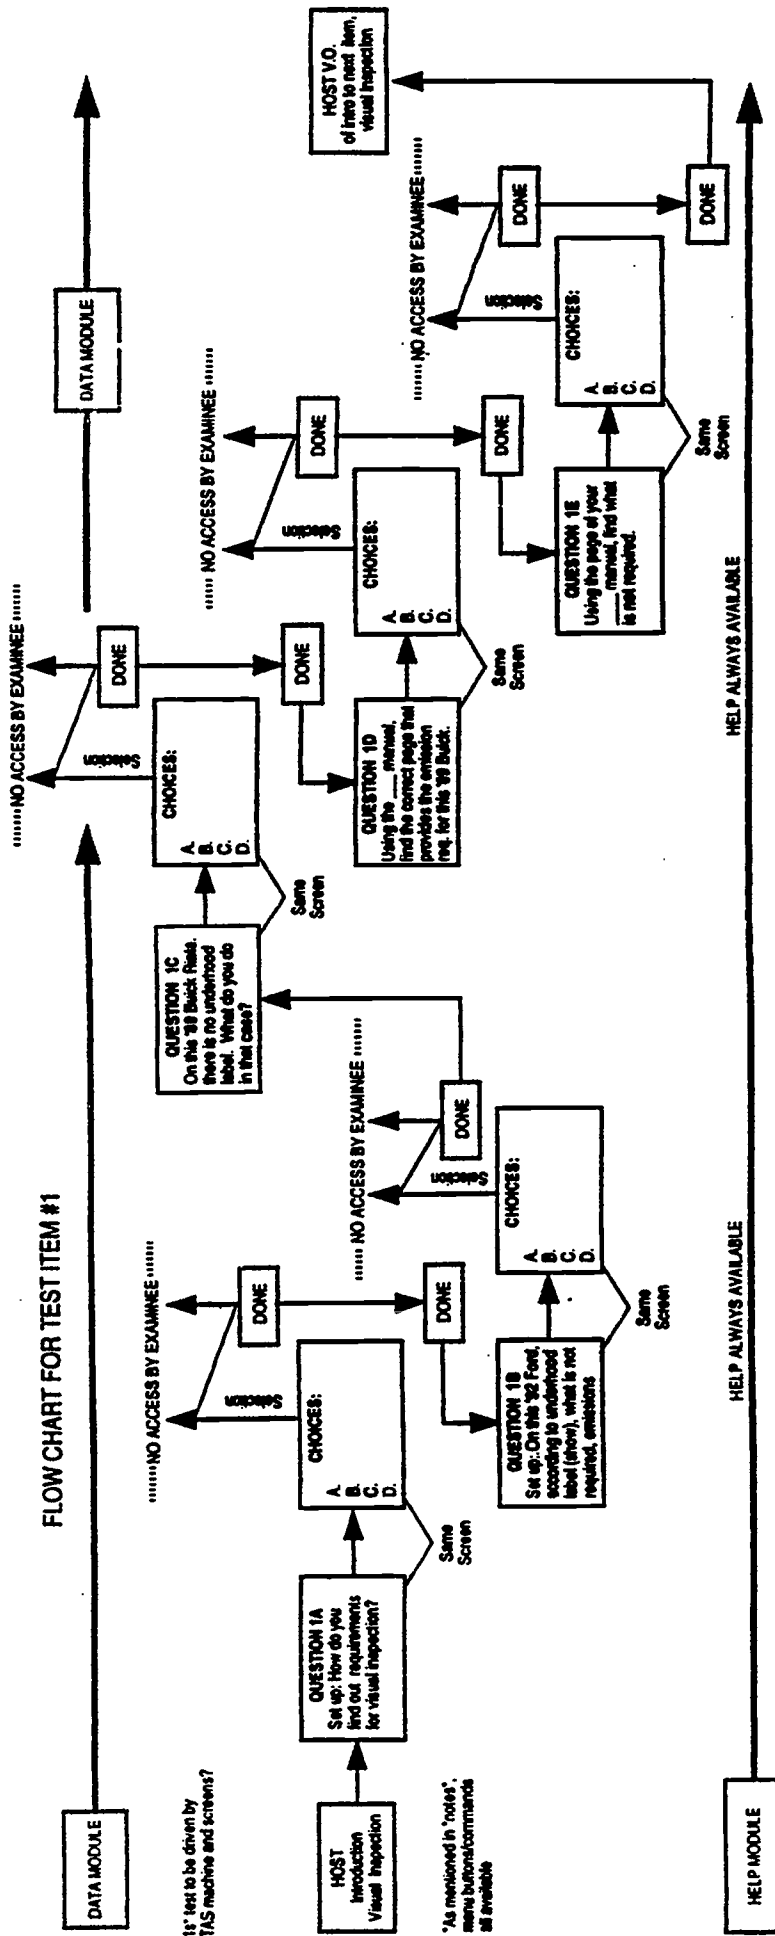 FLOW CHART FOR TEST ITEM #1
DATA MODULE
DATA MODULE
1s" test to be driven by
TAS machine and screens?
HOST
Introduction
Visual Inspection
"As mentioned in "notes",
menu buttons/commands
all available
QUESTION 1A
Set up: How do you
find out requirements
for visual inspection?
Same
Screen
CHOICES:
A.
B.
C.
D.
Selection
NO ACCESS BY EXAMINEE
DONE
DONE
QUESTION 1B
Set up: On this '92 Ford,
according to underhood
label (show), what is not
required, emissions
Same
Screen
CHOICES:
A.
B.
C.
D.
Selection
NO ACCESS BY EXAMINEE
DONE
QUESTION 1C
On this '89 Buick
there is no underhood
label. What do you do
in that case?
Same
Screen
CHOICES:
A.
B.
C.
D.
Selection
NO ACCESS BY EXAMINEE
DONE
DONE
QUESTION 1D
Using the ___ manual,
find the correct page that
provides the emission
req. for this '89 Buick.
Same
Screen
CHOICES:
A.
B.
C.
D.
Selection
NO ACCESS BY EXAMINEE
DONE
DONE
QUESTION 1E
Using the page of your
___ manual, find what
is not required.
Same
Screen
CHOICES:
A.
B.
C.
D.
Selection
NO ACCESS BY EXAMINEE
DONE
DONE
HOST V.O.
of intro to next item,
visual inspection
HELP MODULE
HELP ALWAYS AVAILABLE
HELP ALWAYS AVAILABLE